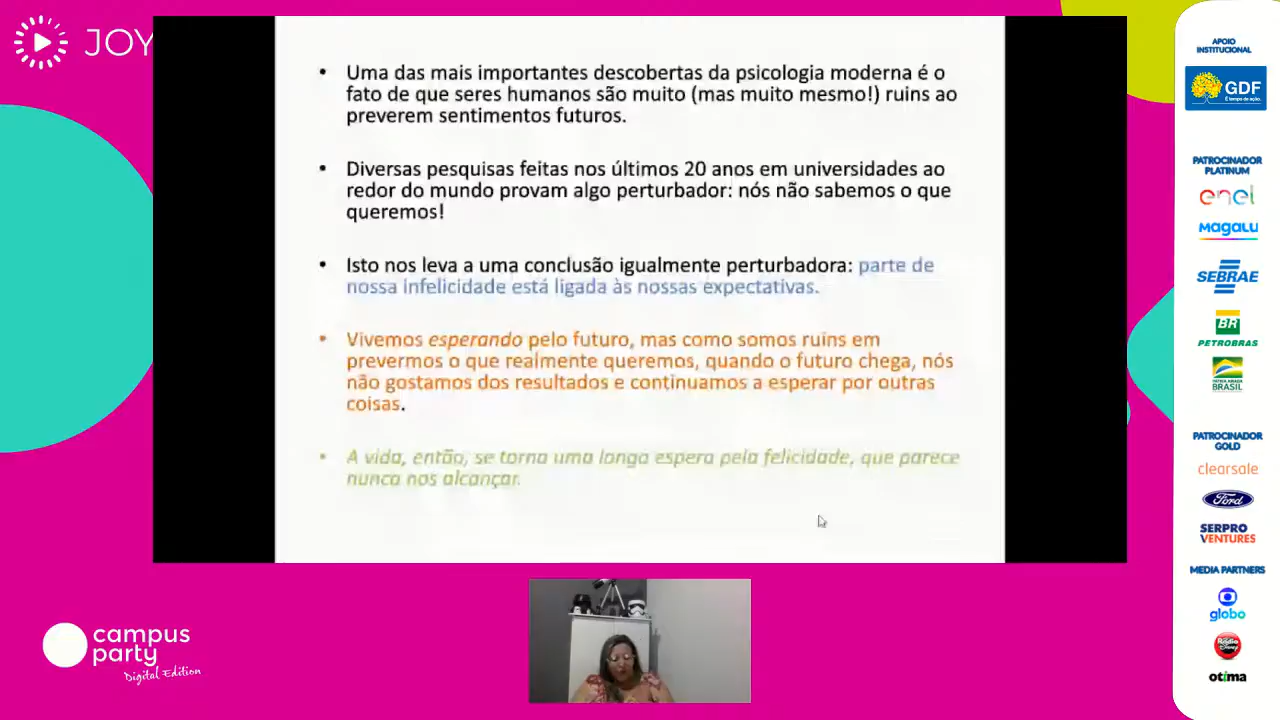 JOY
• Uma das mais importantes descobertas da psicologia moderna é o
fato de que seres humanos são muito (mas muito mesmo!) ruins ao
preverem sentimentos futuros.
• Diversas pesquisas feitas nos últimos 20 anos em universidades ao
redor do mundo provam algo perturbador: nós não sabemos o que
queremos!
• Isto nos leva a uma conclusão igualmente perturbadora: parte de
nossa infelicidade está ligada às nossas expectativas.
• Vivemos esperando pelo futuro, mas como somos ruins em
prevermos o que realmente queremos, quando o futuro chega, nós
não gostamos dos resultados e continuamos a esperar por outras
coisas.
• A vida, então, se torna uma longa espera pela felicidade, que parece
nunca nos alcançar.
campus
party
Digital Edition
APOIO
INSTITUCIONAL
GDF
É tempo de ação.
PATROCINADOR
PLATINUM
enel
Magalu
SEBRAE
BR
PETROBRAS
PÁTRIA AMADA
BRASIL
PATROCINADOR
GOLD
clearsale
Ford
SERPRO
VENTURES
MEDIA PARTNERS
globo
Rádio
Disney
otima